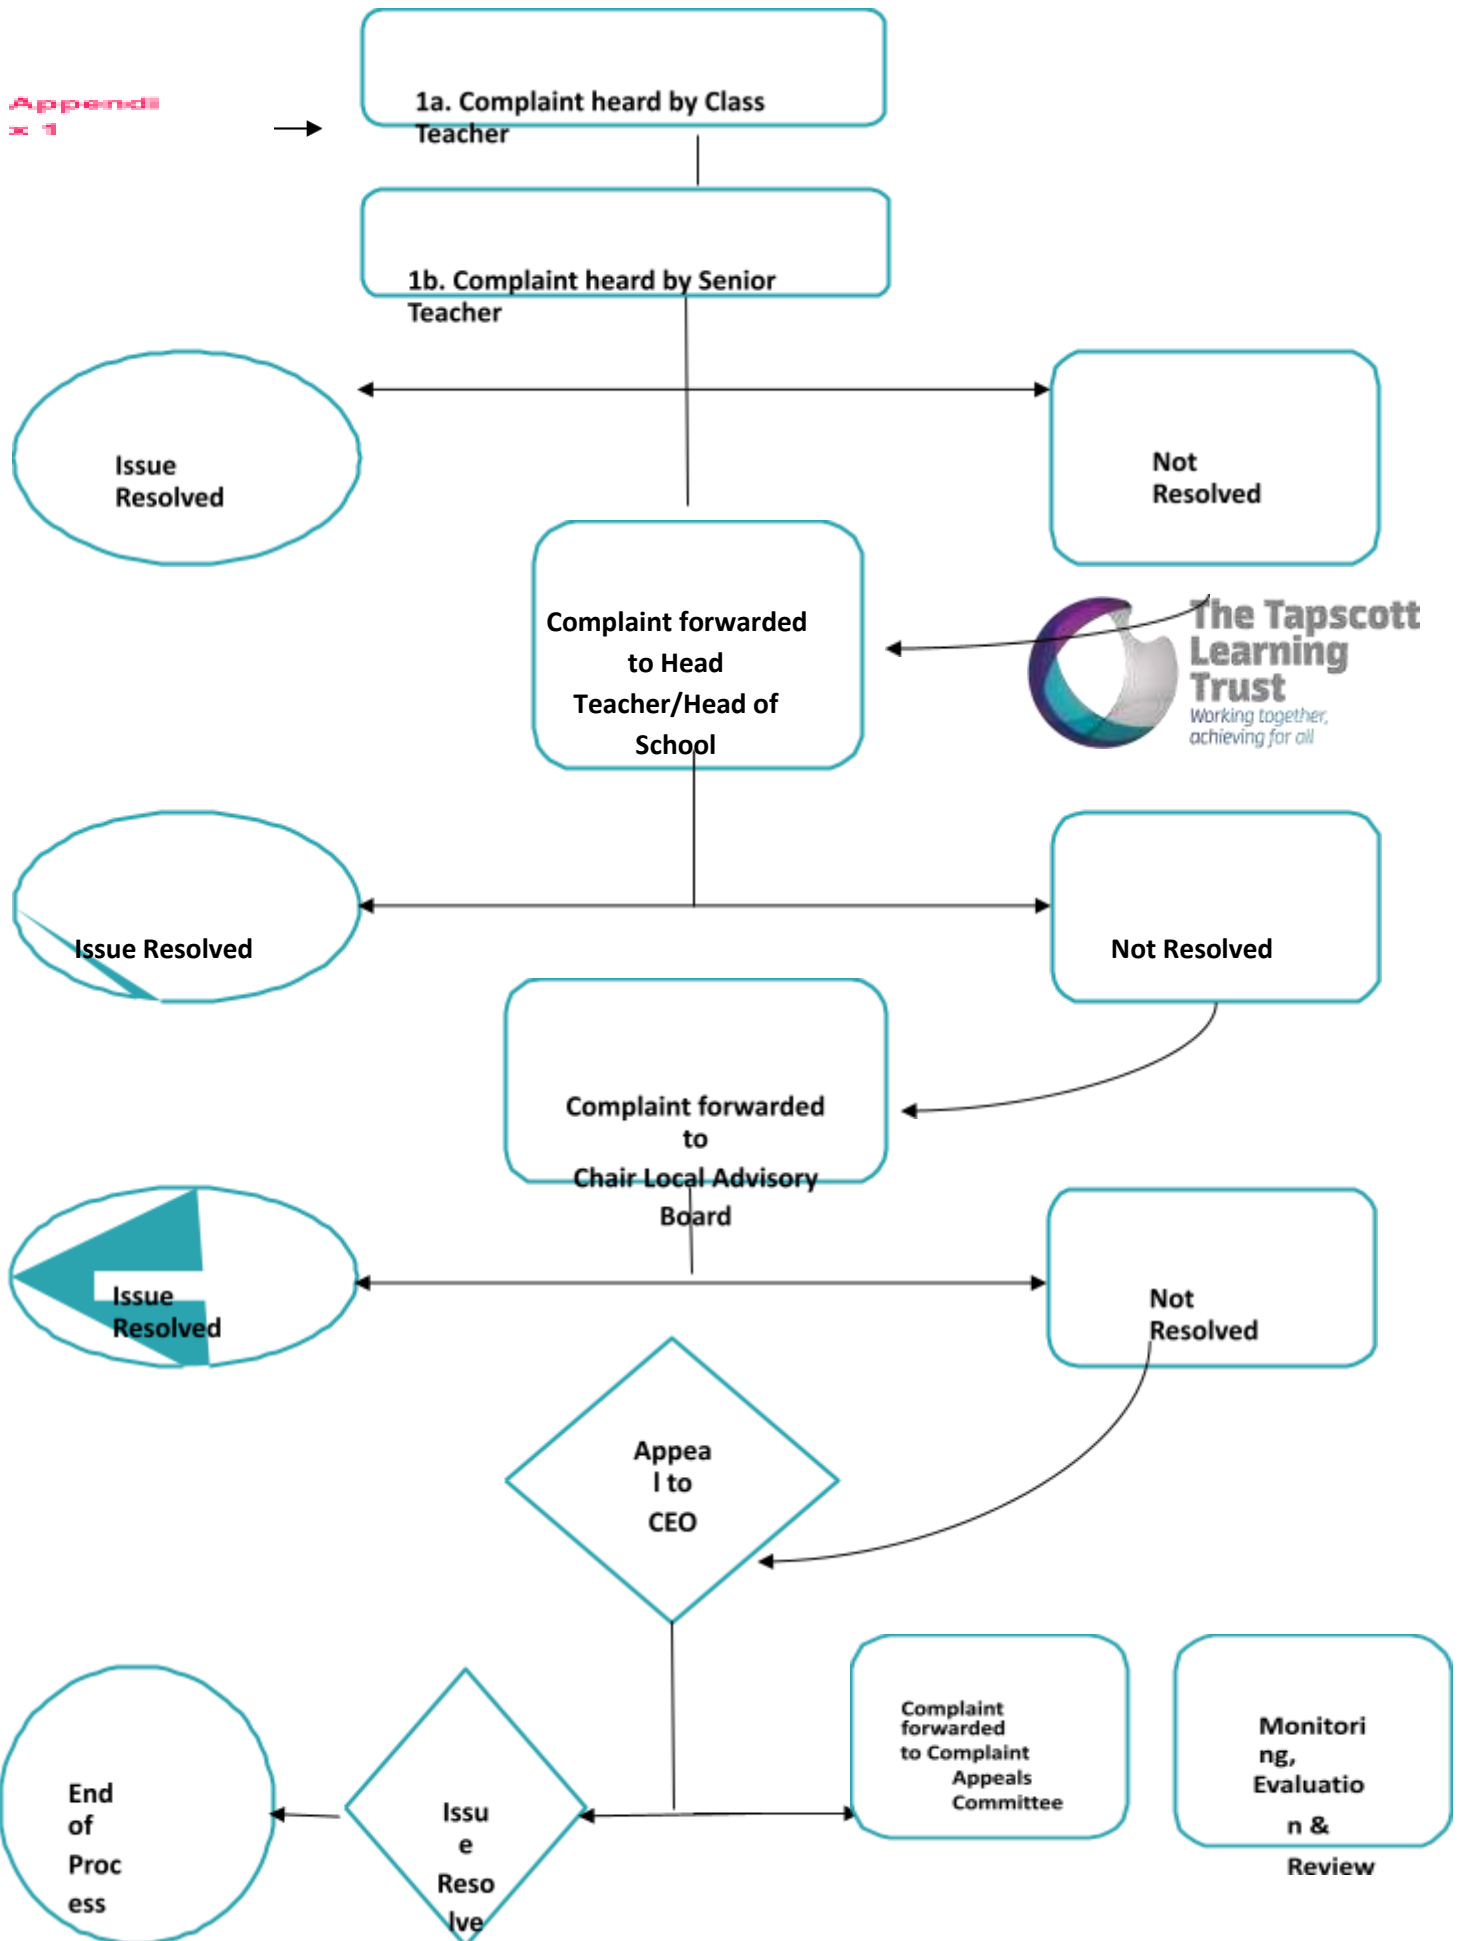 Appendi
x 1
1a. Complaint heard by Class
Teacher
1b. Complaint heard by Senior
Teacher
Issue
Resolved
Not
Resolved
Complaint forwarded
to Head
Teacher/Head of
School
The Tapscott
Learning
Trust
Working together,
achieving for all
Issue Resolved
Not Resolved
Complaint forwarded
to
Chair Local Advisory
Board
Issue
Resolved
Not
Resolved
Appea
l to
CEO
End
of
Proc
ess
Issu
e
Reso
lve
Complaint
forwarded
to Complaint
Appeals
Committee
Monitori
ng,
Evaluatio
n &
Review